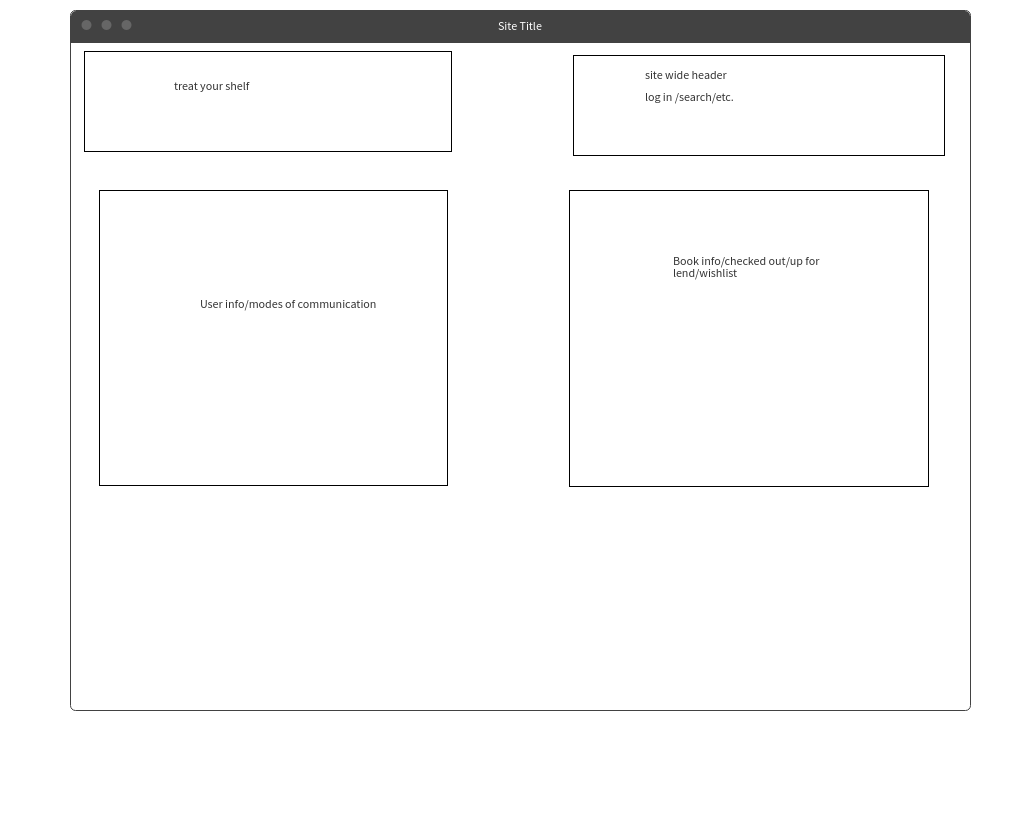 Site Title
treat your shelf
site wide header
log in /search/etc.
User info/modes of communication
Book info/checked out/up for
lend/wishlist